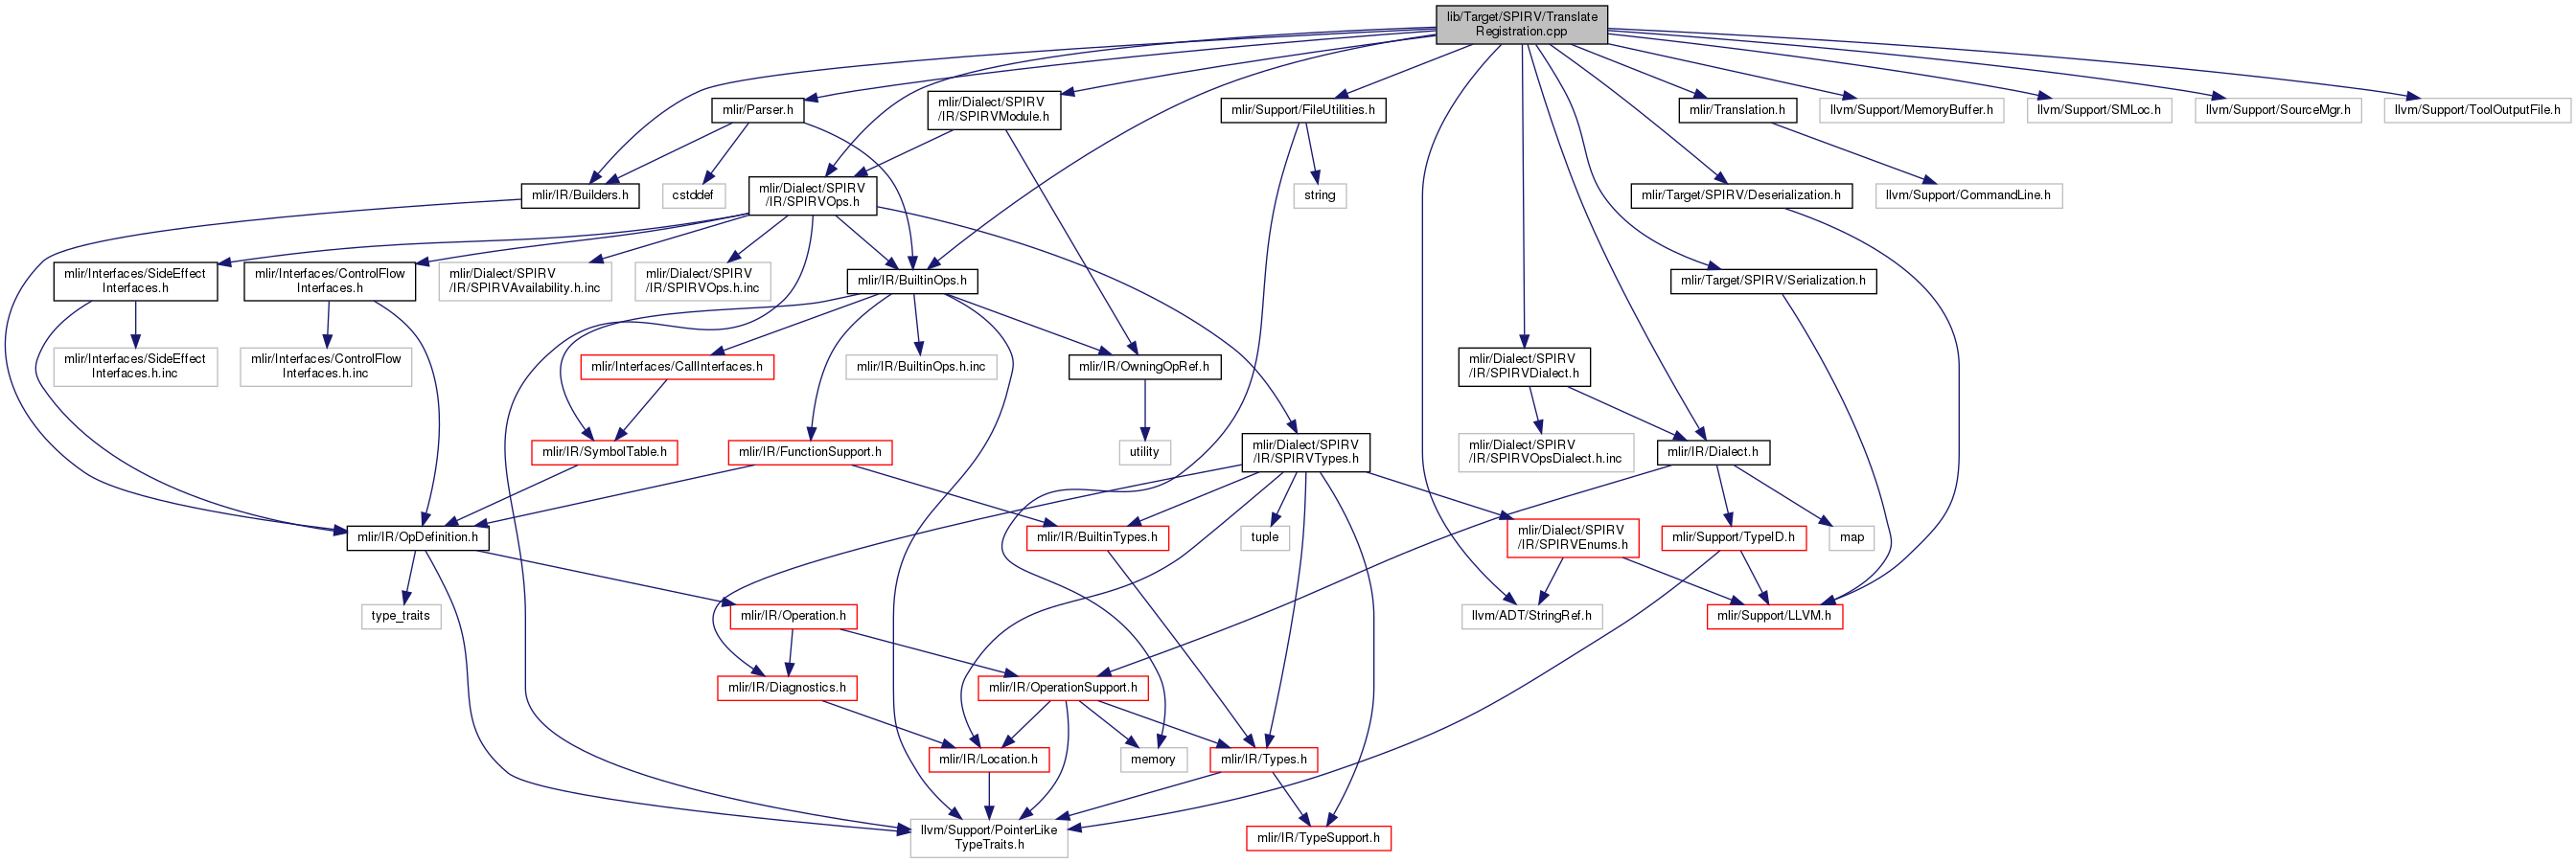 lib/Target/SPIRV/Translate
Registration.cpp
mlir/Parser.h
mlir/Dialect/SPIRV
/IR/SPIRVModule.h
mlir/Support/FileUtilities.h
mlir/Translation.h
llvm/Support/MemoryBuffer.h
llvm/Support/SMLoc.h
llvm/Support/SourceMgr.h
llvm/Support/ToolOutputFile.h
mlir/IR/Builders.h
cstddef
mlir/Dialect/SPIRV
/IR/SPIRVOps.h
string
mlir/Target/SPIRV/Deserialization.h
llvm/Support/CommandLine.h
mlir/Interfaces/SideEffect
Interfaces.h
mlir/Interfaces/ControlFlow
Interfaces.h
mlir/Dialect/SPIRV
/IR/SPIRVAvailability.h.inc
mlir/Dialect/SPIRV
/IR/SPIRVOps.h.inc
mlir/IR/BuiltinOps.h
mlir/Target/SPIRV/Serialization.h
mlir/Interfaces/SideEffect
Interfaces.h.inc
mlir/Interfaces/ControlFlow
Interfaces.h.inc
mlir/Interfaces/CallInterfaces.h
mlir/IR/BuiltinOps.h.inc
mlir/IR/OwningOpRef.h
mlir/Dialect/SPIRV
/IR/SPIRVDialect.h
mlir/IR/SymbolTable.h
mlir/IR/FunctionSupport.h
utility
mlir/Dialect/SPIRV
/IR/SPIRVTypes.h
mlir/Dialect/SPIRV
/IR/SPIRVOpsDialect.h.inc
mlir/IR/Dialect.h
mlir/IR/OpDefinition.h
mlir/IR/BuiltinTypes.h
tuple
mlir/Dialect/SPIRV
/IR/SPIRVEnums.h
mlir/Support/TypeID.h
map
type_traits
mlir/IR/Operation.h
llvm/ADT/StringRef.h
mlir/Support/LLVM.h
mlir/IR/Diagnostics.h
mlir/IR/OperationSupport.h
mlir/IR/Location.h
memory
mlir/IR/Types.h
llvm/Support/PointerLike
TypeTraits.h
mlir/IR/TypeSupport.h